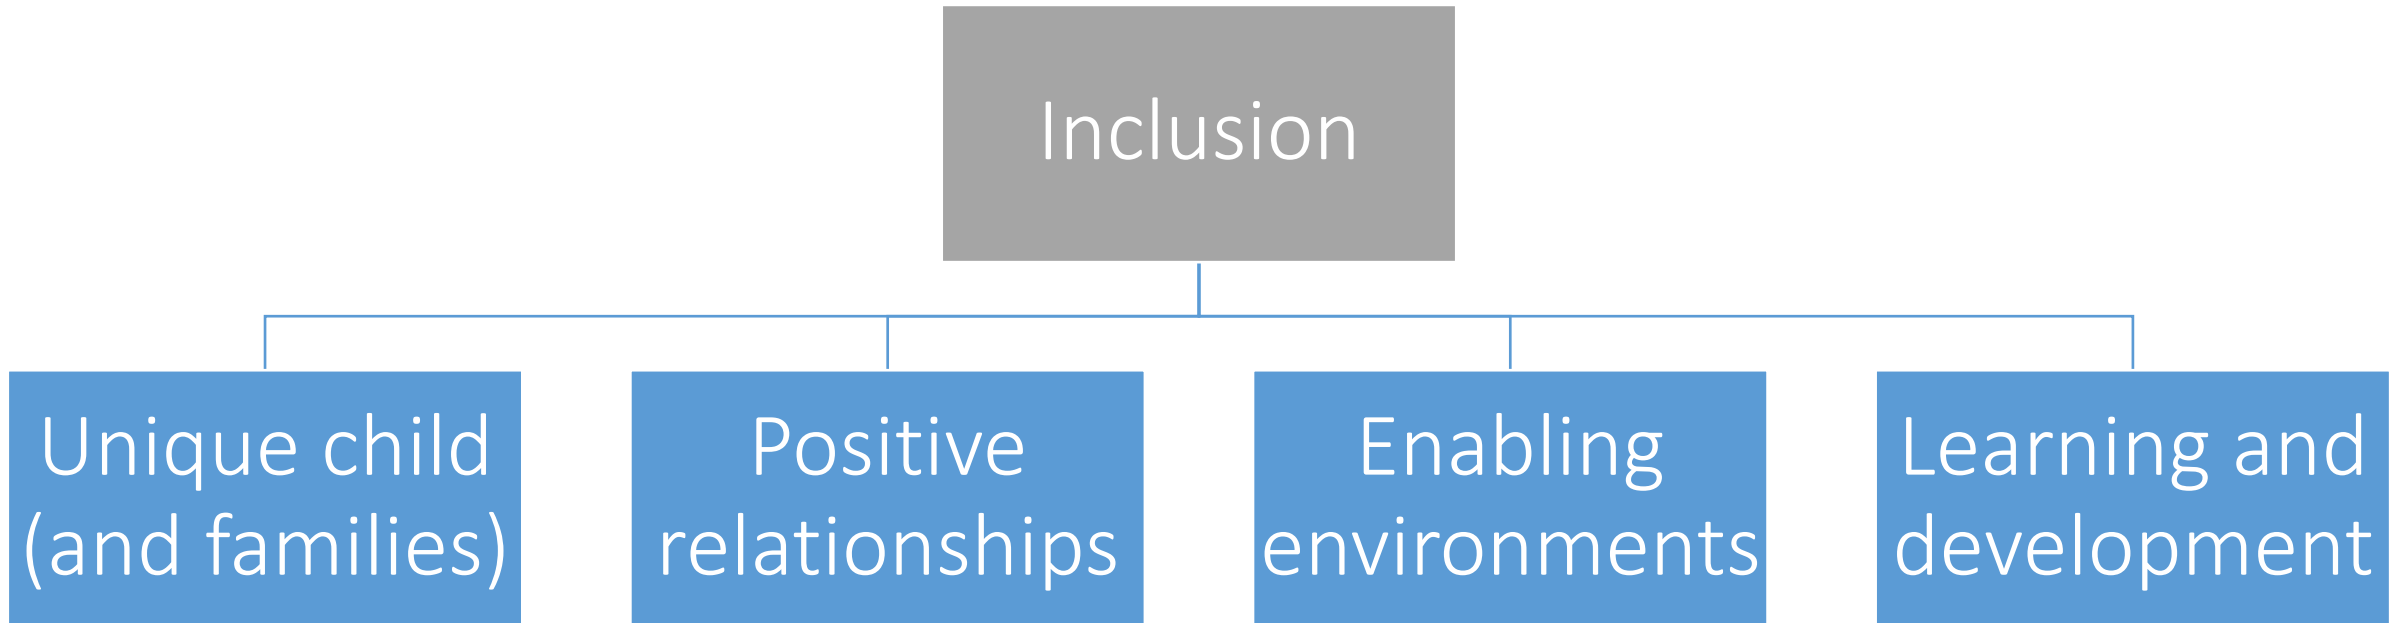 Inclusion
Unique child
(and families)
Positive
relationships
Enabling
environments
Learning and
development